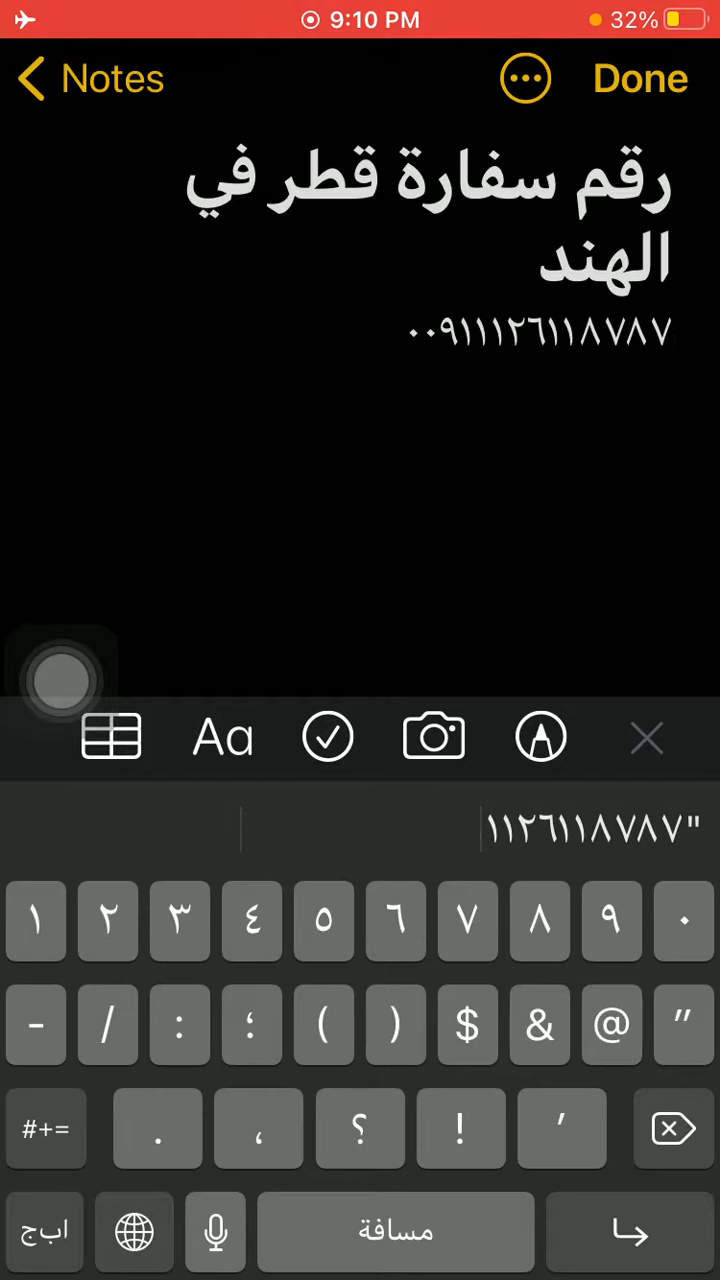 9:10 PM
32%
Notes
Done
رقم سفارة قطر في
الهند
٠٠٩١١١٢٦١١٨٧٨٧
Aa
١١٢٦١١٨٧٨٧"
١ ٢ ٣ ٤ ٥ ٦ ٧ ٨ ٩ ٠
- / : ؛ ( ) $ & @ "
#+= . ، ؟ ! '
اب‌ج مسافة